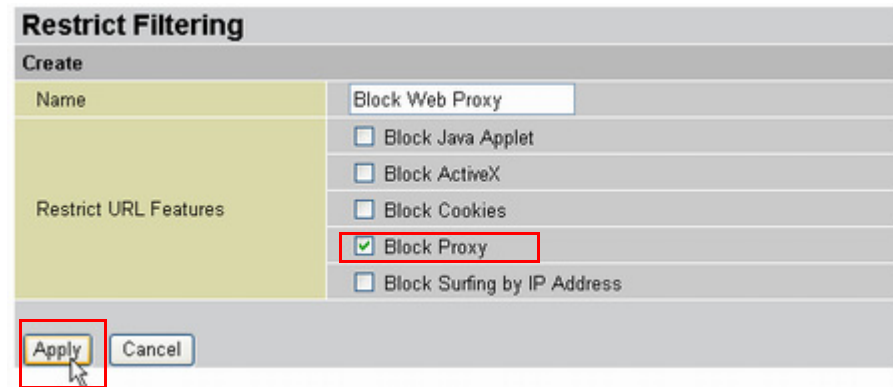 Restrict Filtering
Create
Name
Block Web Proxy
Restrict URL Features
Block Java Applet
Block ActiveX
Block Cookies
Block Proxy
Block Surfing by IP Address
Apply
Cancel